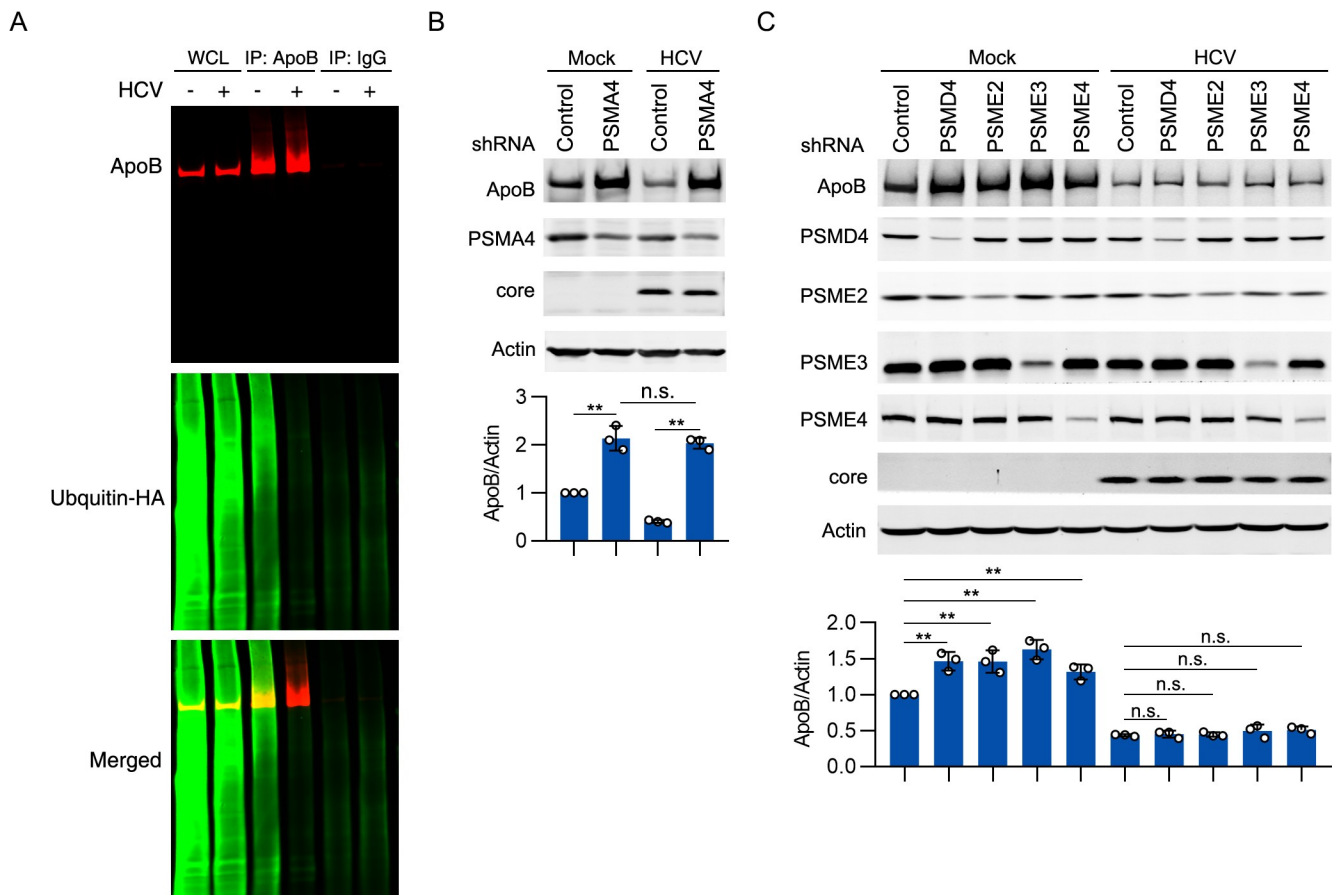 A
WCL IP: ApoB IP: IgG
HCV - + - + - +
ApoB
Ubquitin-HA
Merged
B
Mock HCV
shRNA Control PSMA4 Control PSMA4
ApoB
PSMA4
core
Actin
n.s.
** **
3
2
1
0
ApoB/Actin
C
Mock HCV
shRNA Control PSMD4 PSME2 PSME3 PSME4 Control PSMD4 PSME2 PSME3 PSME4
ApoB
PSMD4
PSME2
PSME3
PSME4
core
Actin
**
**
**
**
n.s.
n.s.
n.s.
n.s.
2.0
1.5
1.0
0.5
0.0
ApoB/Actin